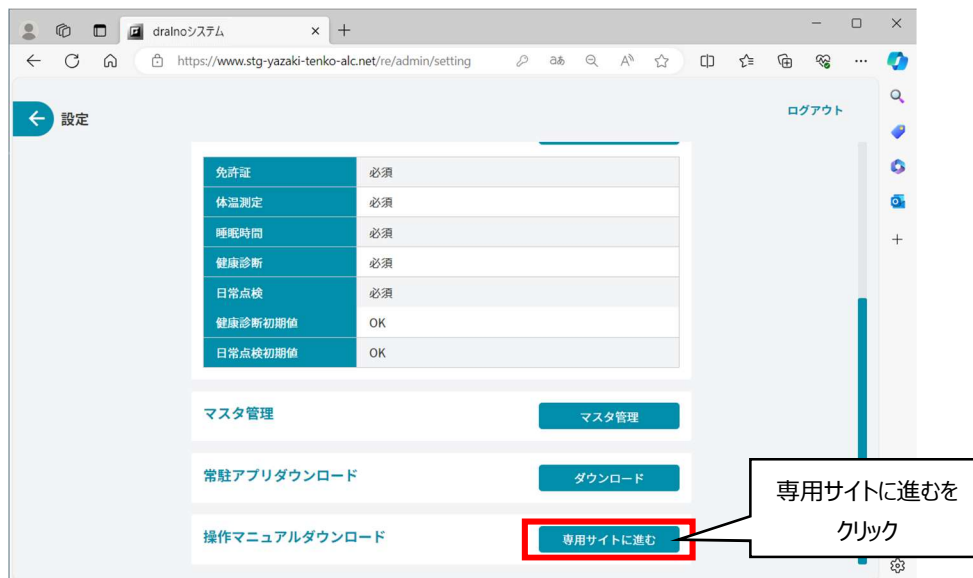 dralnoシステム
https://www.stg-yazaki-tenko-alc.net/re/admin/setting
設定
ログアウト
免許証 必須
体温測定 必須
睡眠時間 必須
健康診断 必須
日常点検 必須
健康診断初期値 OK
日常点検初期値 OK
マスタ管理 マスタ管理
常駐アプリダウンロード ダウンロード
操作マニュアルダウンロード 専用サイトに進む
専用サイトに進むを
クリック